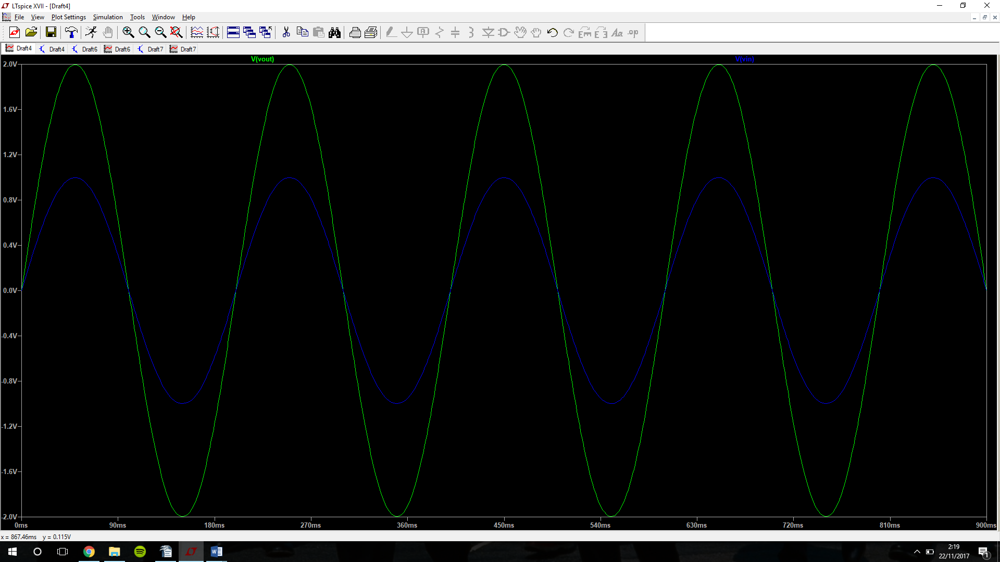 LTspice XVII - [Draft4]
File View Plot Settings Simulation Tools Window Help
Draft4 Draft4 Draft6 Draft6 Draft7 Draft7
V(vout) V(vin)
2.0V
1.6V
1.2V
0.8V
0.4V
0.0V
-0.4V
-0.8V
-1.2V
-1.6V
-2.0V
0ms 90ms 180ms 270ms 360ms 450ms 540ms 630ms 720ms 810ms 900ms
x = 867.46ms y = 0.115V
2:19
22/11/2017
1